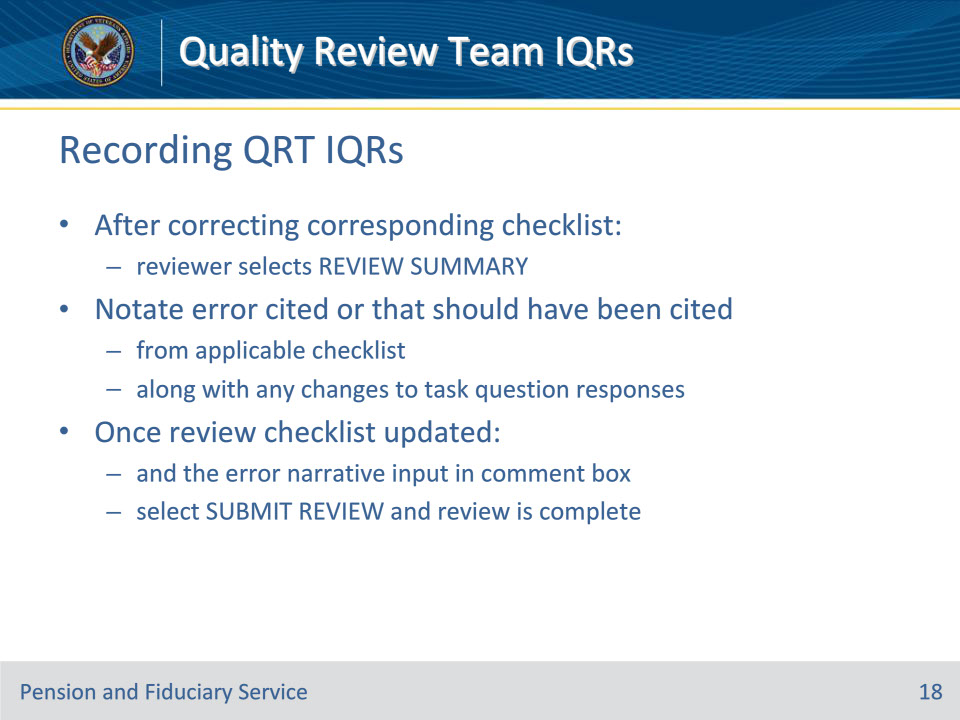 Quality Review Team IQRs
Recording QRT IQRs
• After correcting corresponding checklist:
– reviewer selects REVIEW SUMMARY
• Notate error cited or that should have been cited
– from applicable checklist
– along with any changes to task question responses
• Once review checklist updated:
– and the error narrative input in comment box
– select SUBMIT REVIEW and review is complete
Pension and Fiduciary Service
18